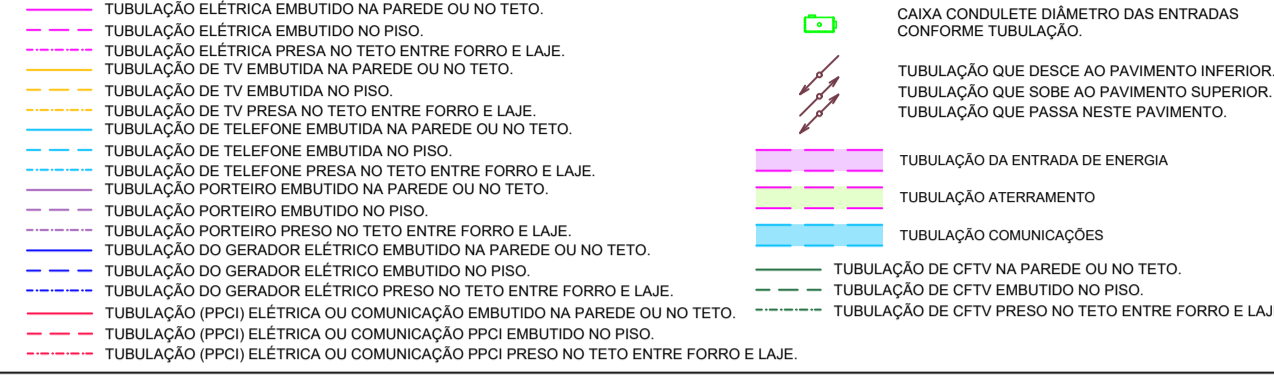 TUBULAÇÃO ELÉTRICA EMBUTIDO NA PAREDE OU NO TETO.
TUBULAÇÃO ELÉTRICA EMBUTIDO NO PISO.
TUBULAÇÃO ELÉTRICA PRESA NO TETO ENTRE FORRO E LAJE.
TUBULAÇÃO DE TV EMBUTIDA NA PAREDE OU NO TETO.
TUBULAÇÃO DE TV EMBUTIDA NO PISO.
TUBULAÇÃO DE TV PRESA NO TETO ENTRE FORRO E LAJE.
TUBULAÇÃO DE TELEFONE EMBUTIDA NA PAREDE OU NO TETO.
TUBULAÇÃO DE TELEFONE EMBUTIDA NO PISO.
TUBULAÇÃO DE TELEFONE PRESA NO TETO ENTRE FORRO E LAJE.
TUBULAÇÃO PORTEIRO EMBUTIDO NA PAREDE OU NO TETO.
TUBULAÇÃO PORTEIRO EMBUTIDO NO PISO.
TUBULAÇÃO PORTEIRO PRESO NO TETO ENTRE FORRO E LAJE.
TUBULAÇÃO DO GERADOR ELÉTRICO EMBUTIDO NA PAREDE OU NO TETO.
TUBULAÇÃO DO GERADOR ELÉTRICO EMBUTIDO NO PISO.
TUBULAÇÃO DO GERADOR ELÉTRICO PRESO NO TETO ENTRE FORRO E LAJE.
TUBULAÇÃO (PPCI) ELÉTRICA OU COMUNICAÇÃO EMBUTIDO NA PAREDE OU NO TETO.
TUBULAÇÃO (PPCI) ELÉTRICA OU COMUNICAÇÃO PPCI EMBUTIDO NO PISO.
TUBULAÇÃO (PPCI) ELÉTRICA OU COMUNICAÇÃO PPCI PRESO NO TETO ENTRE FORRO E LAJE.
CAIXA CONDULETE DIÂMETRO DAS ENTRADAS
CONFORME TUBULAÇÃO.
TUBULAÇÃO QUE DESCE AO PAVIMENTO INFERIOR.
TUBULAÇÃO QUE SOBE AO PAVIMENTO SUPERIOR.
TUBULAÇÃO QUE PASSA NESTE PAVIMENTO.
TUBULAÇÃO DA ENTRADA DE ENERGIA
TUBULAÇÃO ATERRAMENTO
TUBULAÇÃO COMUNICAÇÕES
TUBULAÇÃO DE CFTV NA PAREDE OU NO TETO.
TUBULAÇÃO DE CFTV EMBUTIDO NO PISO.
TUBULAÇÃO DE CFTV PRESO NO TETO ENTRE FORRO E LAJ